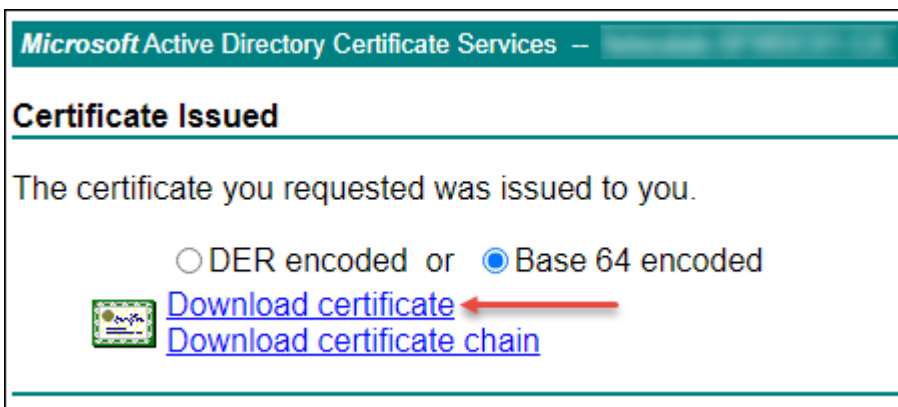 Microsoft Active Directory Certificate Services --
Certificate Issued
The certificate you requested was issued to you.
DER encoded or Base 64 encoded
Download certificate
Download certificate chain